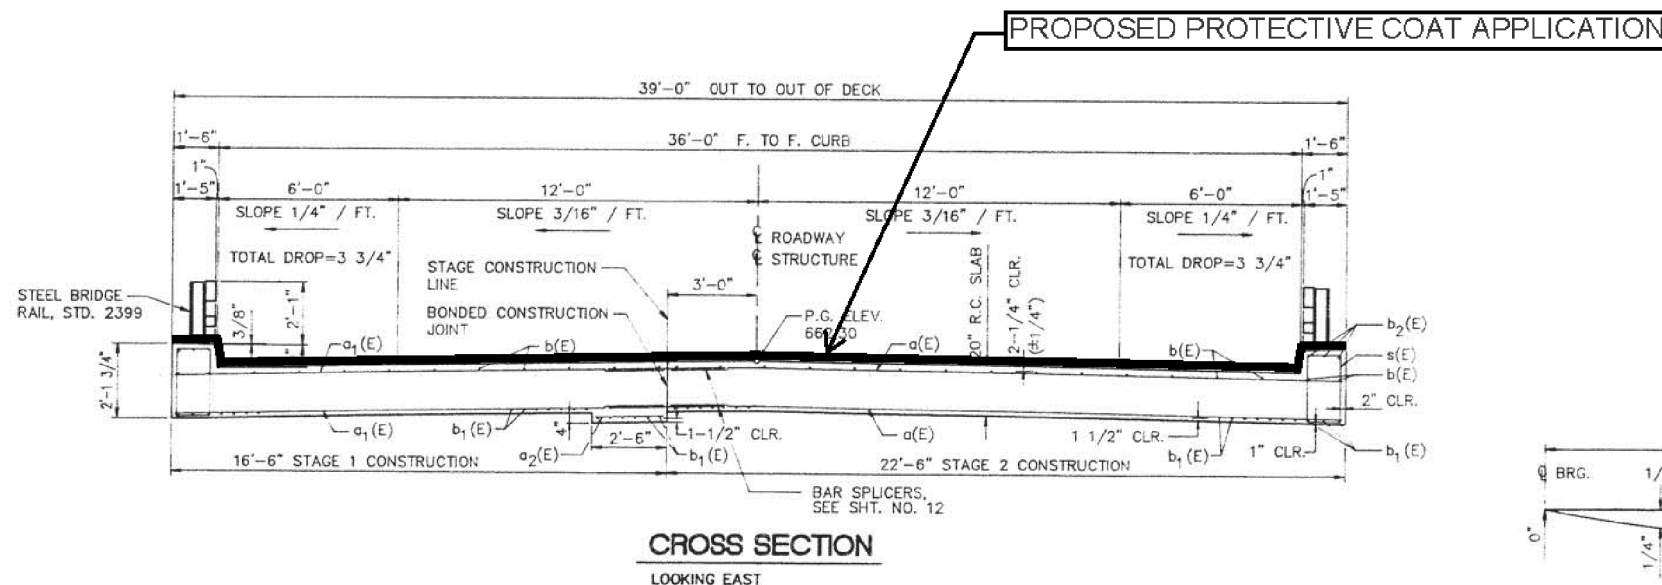 PROPOSED PROTECTIVE COAT APPLICATION
39'-0" OUT TO OUT OF DECK
1'-6"
36'-0" F. TO F. CURB
1'-6"
1"
1"
1'-5"
6'-0"
12'-0"
12'-0"
6'-0"
1'-5"
SLOPE 1/4" / FT.
SLOPE 3/16" / FT.
SLOPE 3/16" / FT.
SLOPE 1/4" / FT.
℄ ROADWAY
℄ STRUCTURE
TOTAL DROP=3 3/4"
TOTAL DROP=3 3/4"
STAGE CONSTRUCTION
LINE
3'-0"
20" R.C. SLAB
2-1/4" CLR.
(±1/4")
STEEL BRIDGE
RAIL, STD. 2399
3/8"
2'-1"
BONDED CONSTRUCTION
JOINT
P.G. ELEV.
b2(E)
a1(E)
b(E)
a(E)
b(E)
s(E)
b(E)
2'-1 3/4"
2" CLR.
a1(E)
b1(E)
4"
2'-6"
1-1/2" CLR.
a(E)
1 1/2" CLR.
a2(E)
b1(E)
b1(E)
1" CLR.
b1(E)
16'-6" STAGE 1 CONSTRUCTION
22'-6" STAGE 2 CONSTRUCTION
BAR SPLICERS,
SEE SHT. NO. 12
℄ BRG.
0"
1/4"
CROSS SECTION
LOOKING EAST